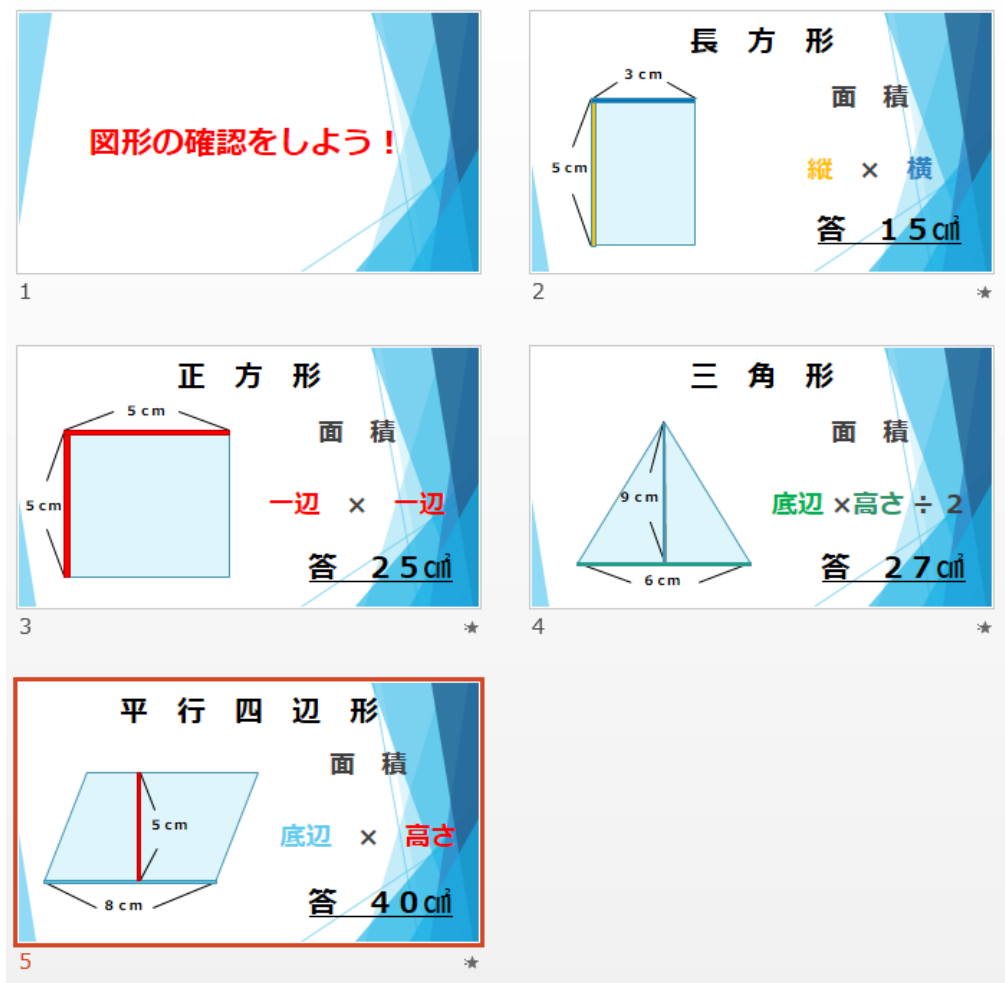 図形の確認をしよう！
1
長 方 形
3 cm
面 積
5 cm
縦 × 横
答 15㎠
2
正 方 形
5 cm
面 積
5 cm
一辺 × 一辺
答 25㎠
3
三 角 形
面 積
9 cm
底辺 ×高さ÷ 2
答 27㎠
6 cm
4
平 行 四 辺 形
面 積
5 cm
底辺 × 高さ
答 40㎠
8 cm
5